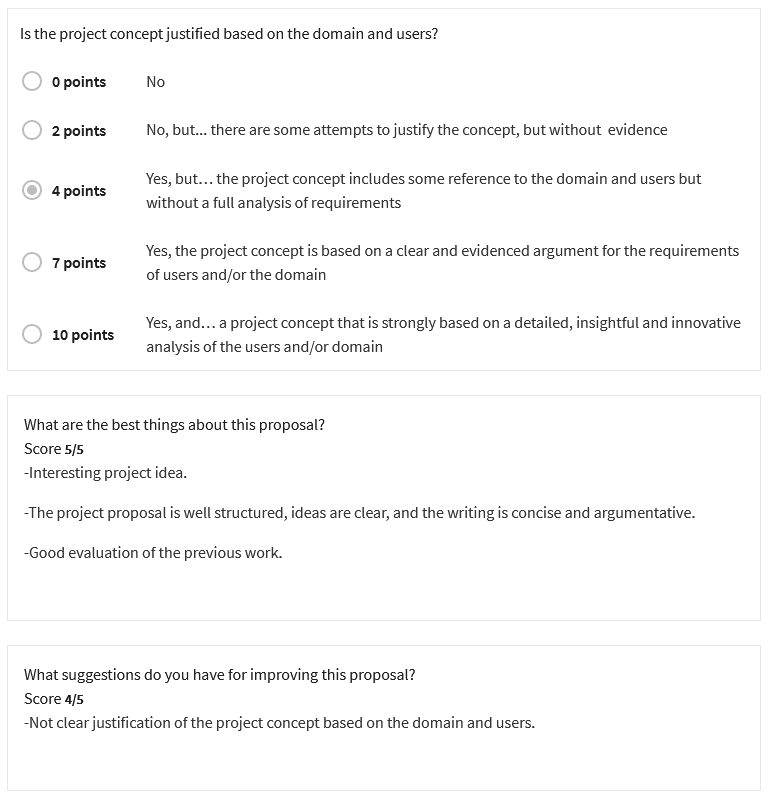 Is the project concept justified based on the domain and users?
0 points No
2 points No, but... there are some attempts to justify the concept, but without evidence
4 points Yes, but... the project concept includes some reference to the domain and users but
without a full analysis of requirements
7 points Yes, the project concept is based on a clear and evidenced argument for the requirements
of users and/or the domain
10 points Yes, and... a project concept that is strongly based on a detailed, insightful and innovative
analysis of the users and/or domain
What are the best things about this proposal?
Score 5/5
-Interesting project idea.
-The project proposal is well structured, ideas are clear, and the writing is concise and argumentative.
-Good evaluation of the previous work.
What suggestions do you have for improving this proposal?
Score 4/5
-Not clear justification of the project concept based on the domain and users.